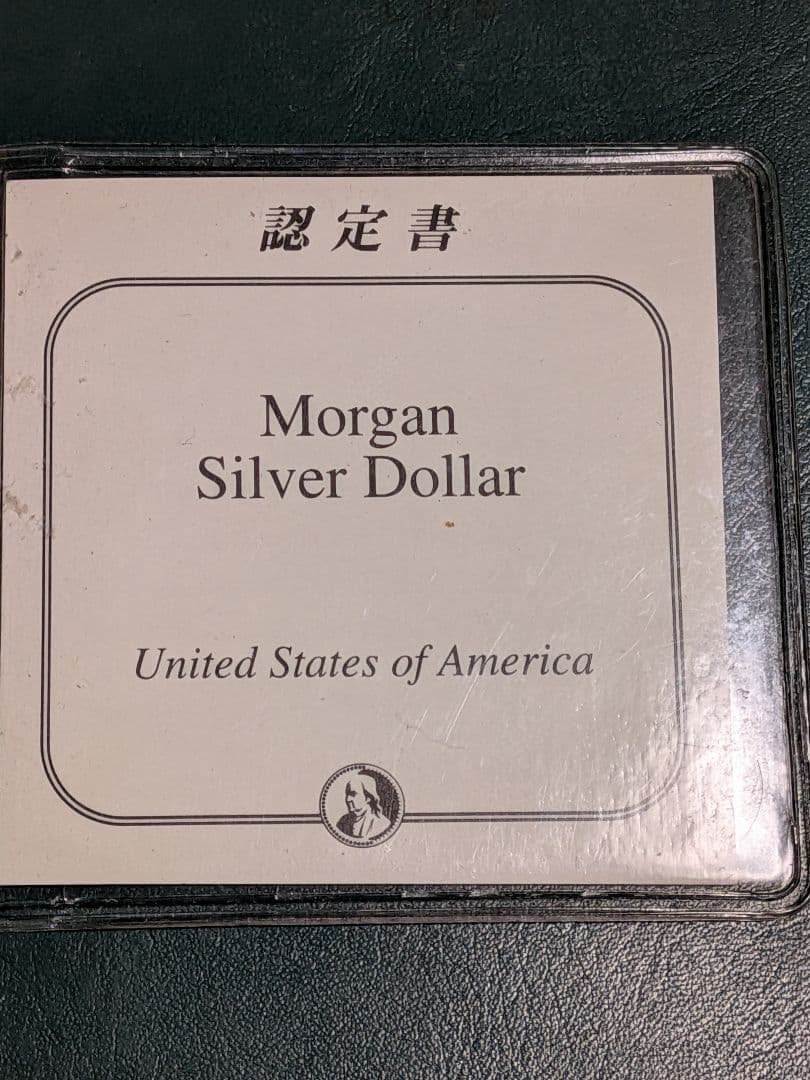 認定書
Morgan
Silver Dollar
United States of America